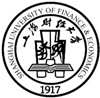 上海财经大学
SHANGHAI UNIVERSITY OF FINANCE & ECONOMICS
1917